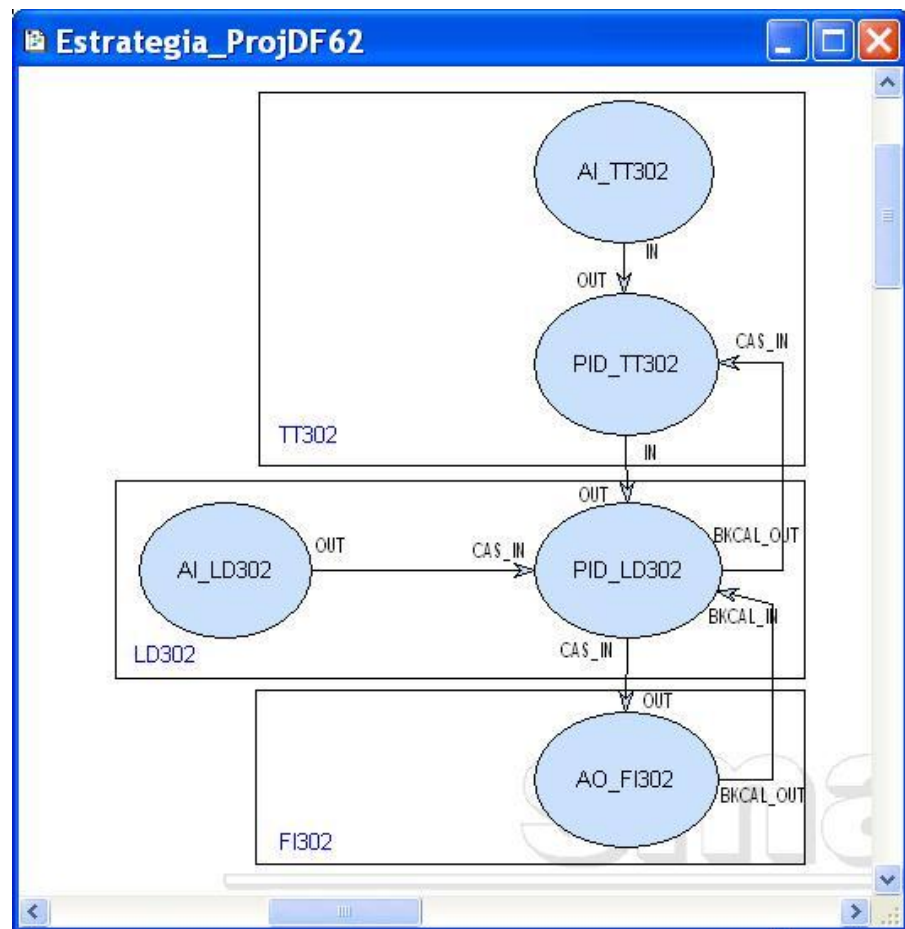 Estrategia_ProjDF62
AI_TT302
IN
OUT
CAS_IN
PID_TT302
TT302
IN
OUT
BKCAL_OUT
AI_LD302
OUT
CAS_IN
PID_LD302
BKCAL_IN
LD302
CAS_IN
OUT
AO_FI302
BKCAL_OUT
FI302
sma